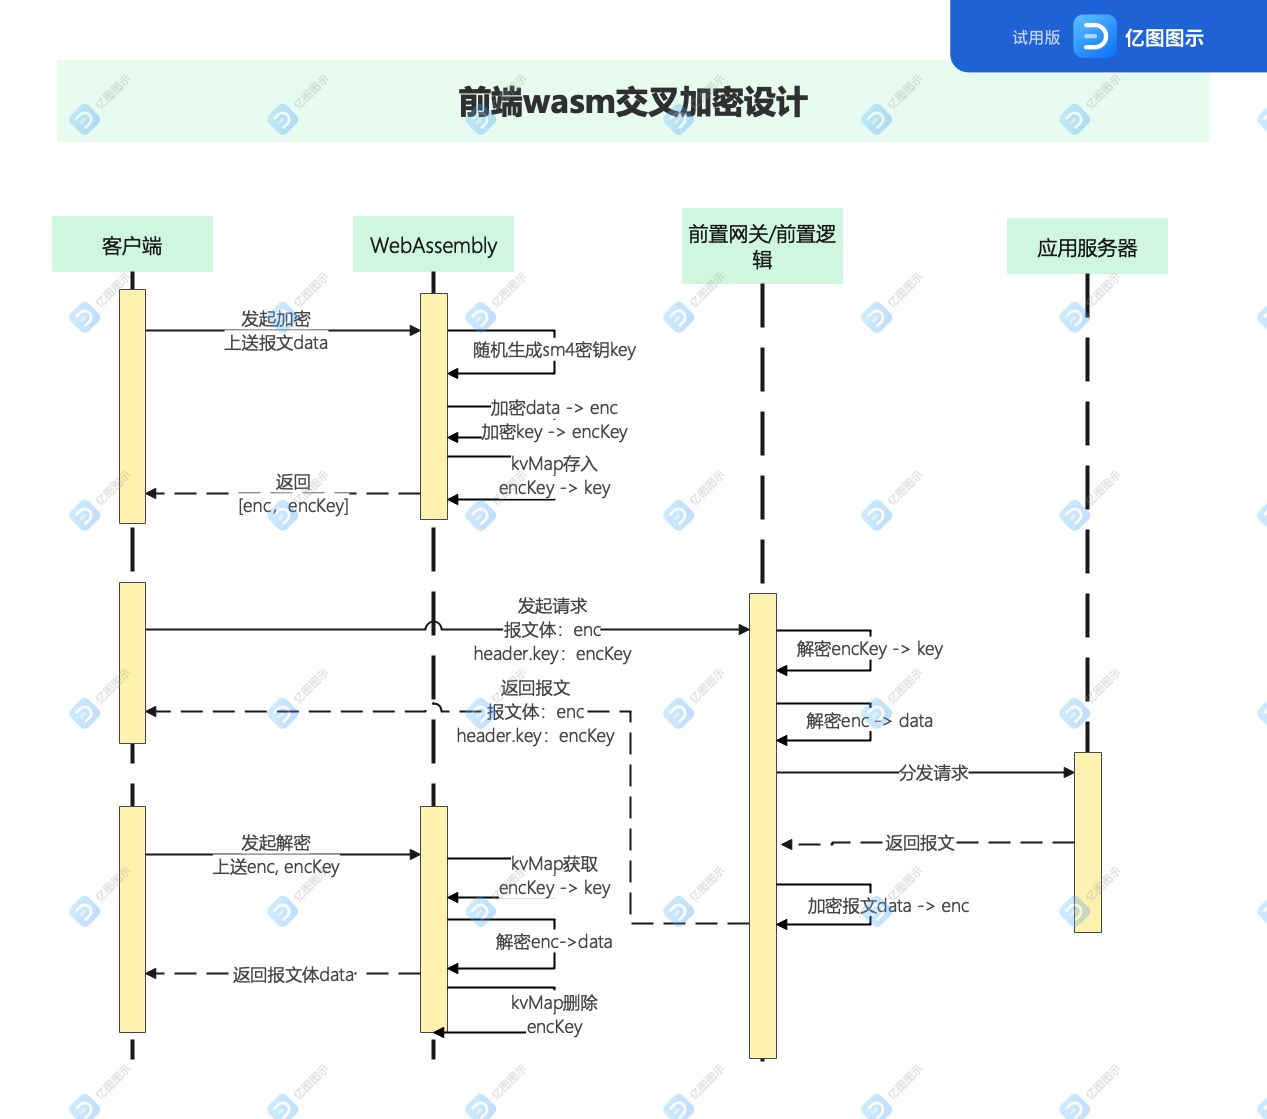 试用版
亿图图示
前端wasm交叉加密设计
客户端
WebAssembly
前置网关/前置逻
辑
应用服务器
发起加密
上送报文data
随机生成sm4密钥key
加密data -> enc
加密key -> encKey
kvMap存入
encKey -> key
返回
[enc，encKey]
发起请求
报文体：enc
header.key：encKey
解密encKey -> key
返回报文
报文体：enc
header.key：encKey
解密enc -> data
分发请求
返回报文
发起解密
上送enc, encKey
kvMap获取
encKey -> key
加密报文data -> enc
解密enc->data
返回报文体data
kvMap删除
encKey